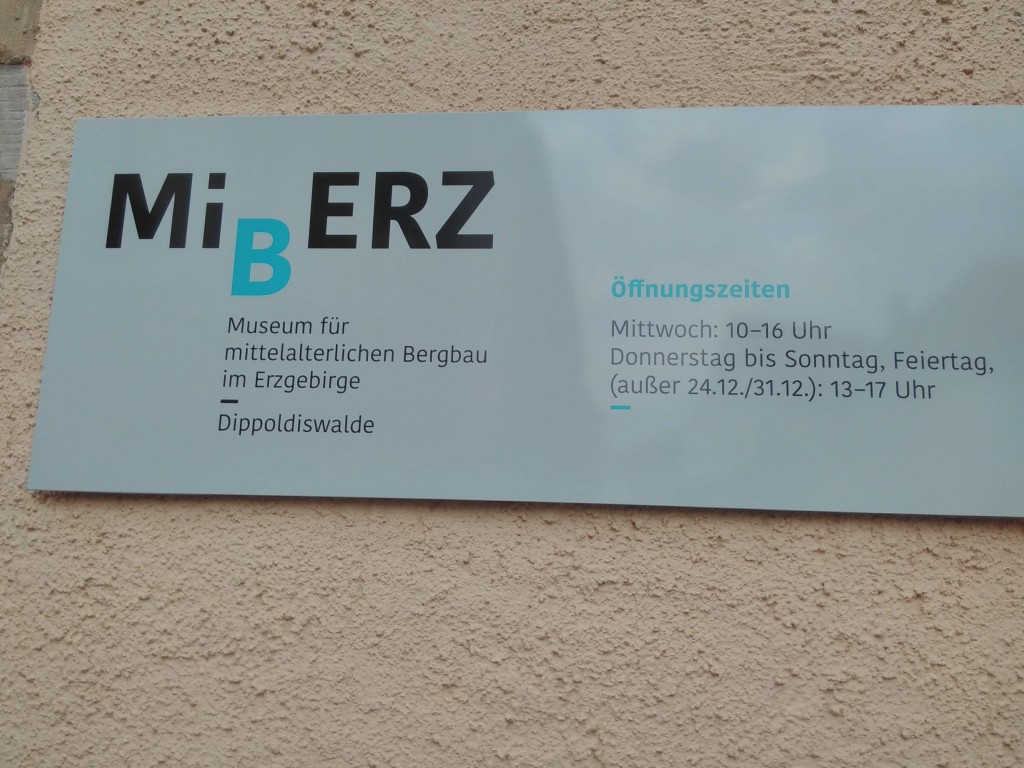 MiBERZ
Museum für
mittelalterlichen Bergbau
im Erzgebirge
Dippoldiswalde
Öffnungszeiten
Mittwoch: 10–16 Uhr
Donnerstag bis Sonntag, Feiertag,
(außer 24.12./31.12.): 13–17 Uhr